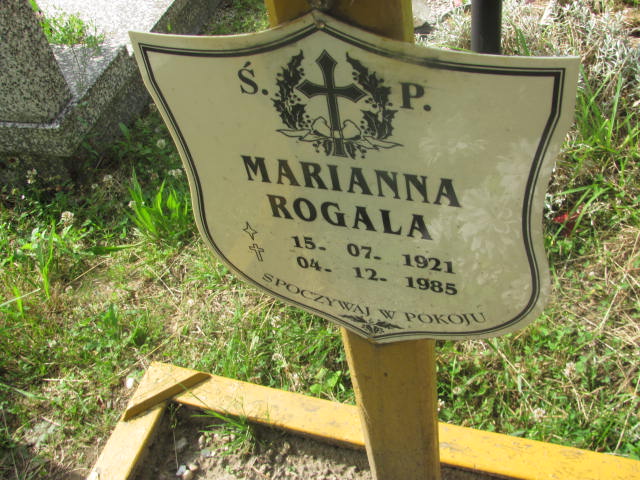 Ś. P.
MARIANNA
ROGALA
15- 07- 1921
04- 12- 1985
SPOCZYWAJ W POKOJU